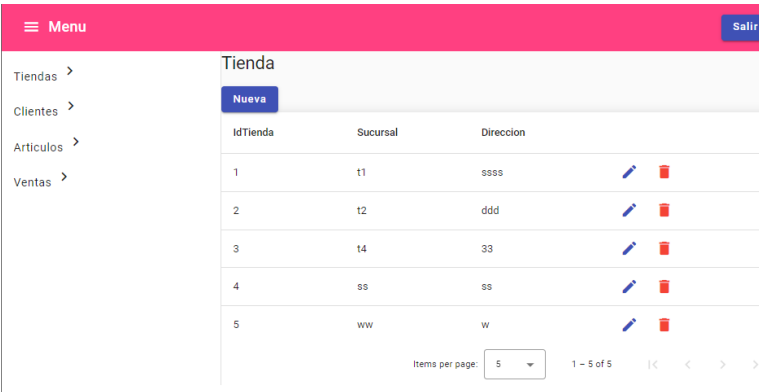 Menu
Salir
Tiendas
Clientes
Articulos
Ventas
Tienda
Nueva
IdTienda Sucursal Direccion
1 t1 ssss
2 t2 ddd
3 t4 33
4 ss ss
5 ww w
Items per page: 5 1 – 5 of 5